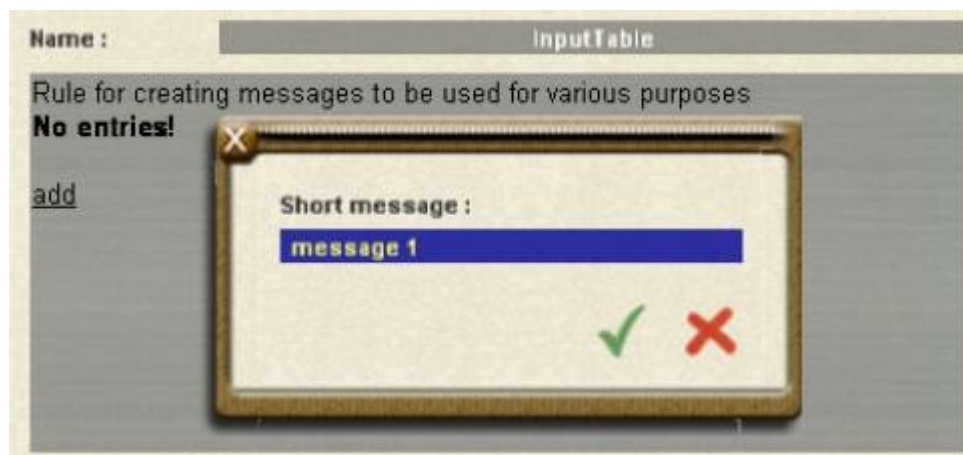 Name :
InputTable
Rule for creating messages to be used for various purposes
No entries!
add
Short message :
message 1